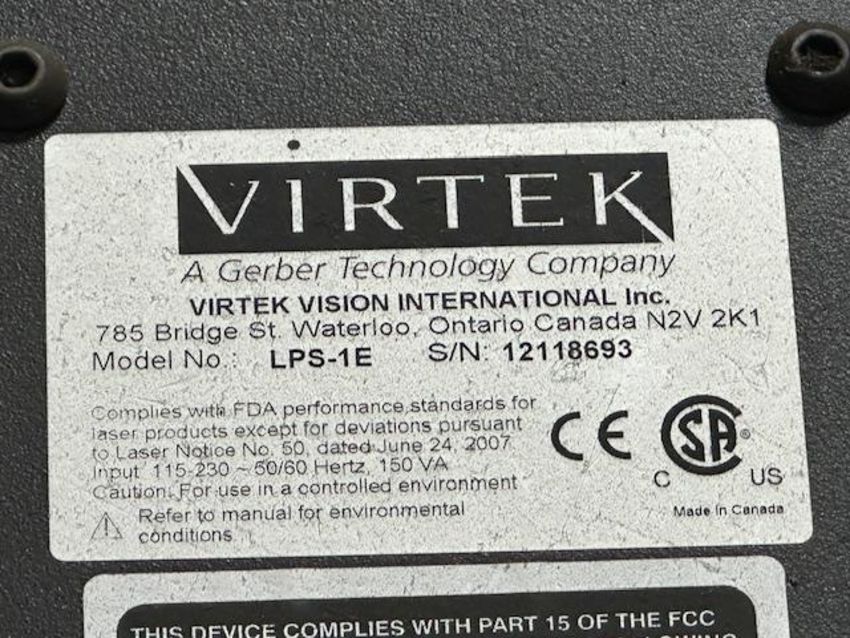 VIRTEK
A Gerber Technology Company
VIRTEK VISION INTERNATIONAL Inc.
785 Bridge St. Waterloo, Ontario Canada N2V 2K1
Model No.: LPS-1E S/N: 12118693
Complies with FDA performance standards for
laser products except for deviations pursuant
to Laser Notice No. 50, dated June 24, 2007
Input 115-230 ~ 50/60 Hertz, 150 VA
Caution: For use in a controlled environment
Refer to manual for environmental
conditions.
CE
C SA ® US
Made in Canada
THIS DEVICE COMPLIES WITH PART 15 OF THE FCC